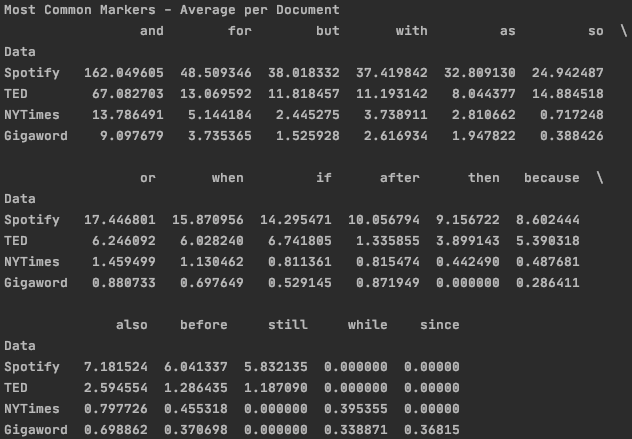 Most Common Markers - Average per Document
and for but with as so \
Data
Spotify 162.049605 48.509346 38.018332 37.419842 32.809130 24.942487
TED 67.082703 13.069592 11.818457 11.193142 8.044377 14.884518
NYTimes 13.786491 5.144184 2.445275 3.738911 2.810662 0.717248
Gigaword 9.097679 3.735365 1.525928 2.616934 1.947822 0.388426
or when if after then because \
Data
Spotify 17.446801 15.870956 14.295471 10.056794 9.156722 8.602444
TED 6.246092 6.028240 6.741805 1.335855 3.899143 5.390318
NYTimes 1.459499 1.130462 0.811361 0.815474 0.442490 0.487681
Gigaword 0.880733 0.697649 0.529145 0.871949 0.000000 0.286411
also before still while since
Data
Spotify 7.181524 6.041337 5.832135 0.000000 0.00000
TED 2.594554 1.286435 1.187090 0.000000 0.00000
NYTimes 0.797726 0.455318 0.000000 0.395355 0.00000
Gigaword 0.698862 0.370698 0.000000 0.338871 0.36815